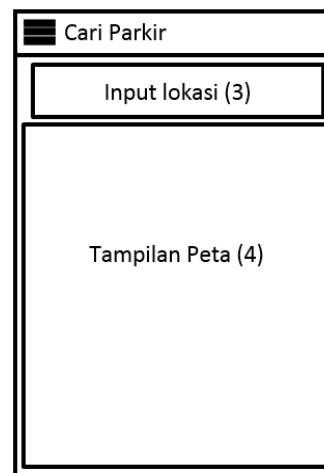 Cari Parkir
Input lokasi (3)
Tampilan Peta (4)